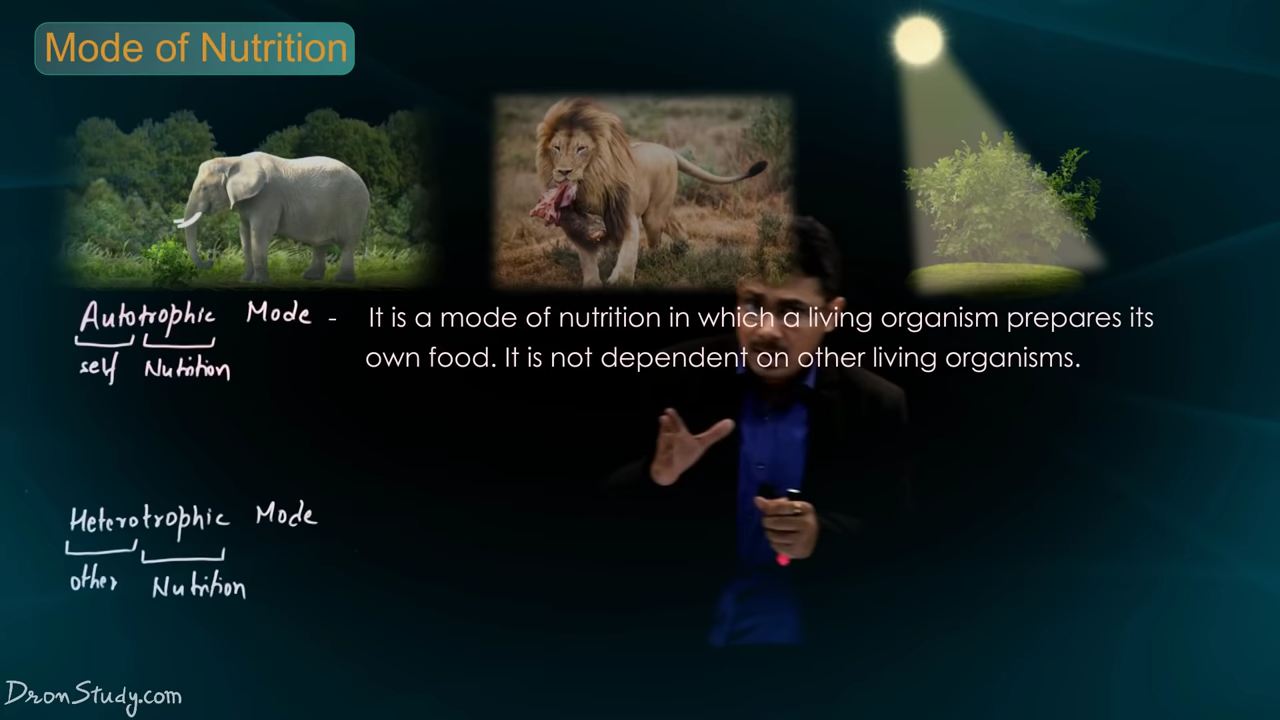 Mode of Nutrition
Autotrophic Mode - It is a mode of nutrition in which a living organism prepares its
own food. It is not dependent on other living organisms.
self Nutrition
Heterotrophic Mode
other Nutrition
DronStudy.com